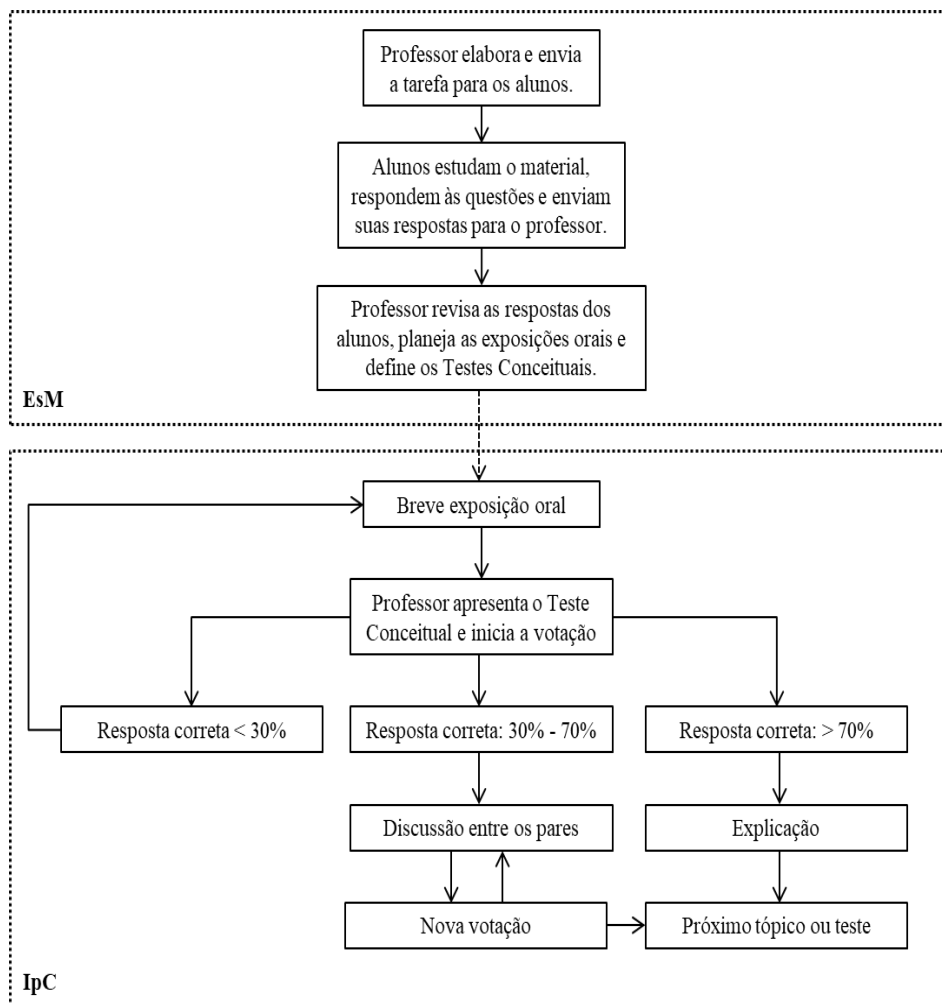 Professor elabora e envia
a tarefa para os alunos.
Alunos estudam o material,
respondem às questões e enviam
suas respostas para o professor.
Professor revisa as respostas dos
alunos, planeja as exposições orais e
define os Testes Conceituais.
EsM
Breve exposição oral
Professor apresenta o Teste
Conceitual e inicia a votação
Resposta correta < 30%
Resposta correta: 30% - 70%
Resposta correta: > 70%
Discussão entre os pares
Explicação
Nova votação
Próximo tópico ou teste
IpC